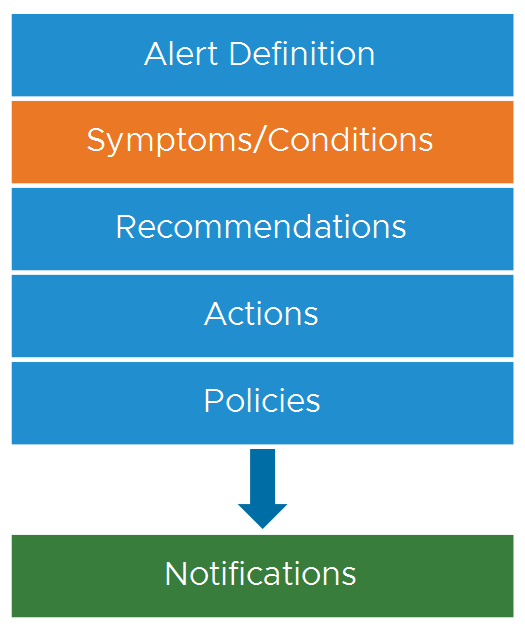 Alert Definition
Symptoms/Conditions
Recommendations
Actions
Policies
Notifications